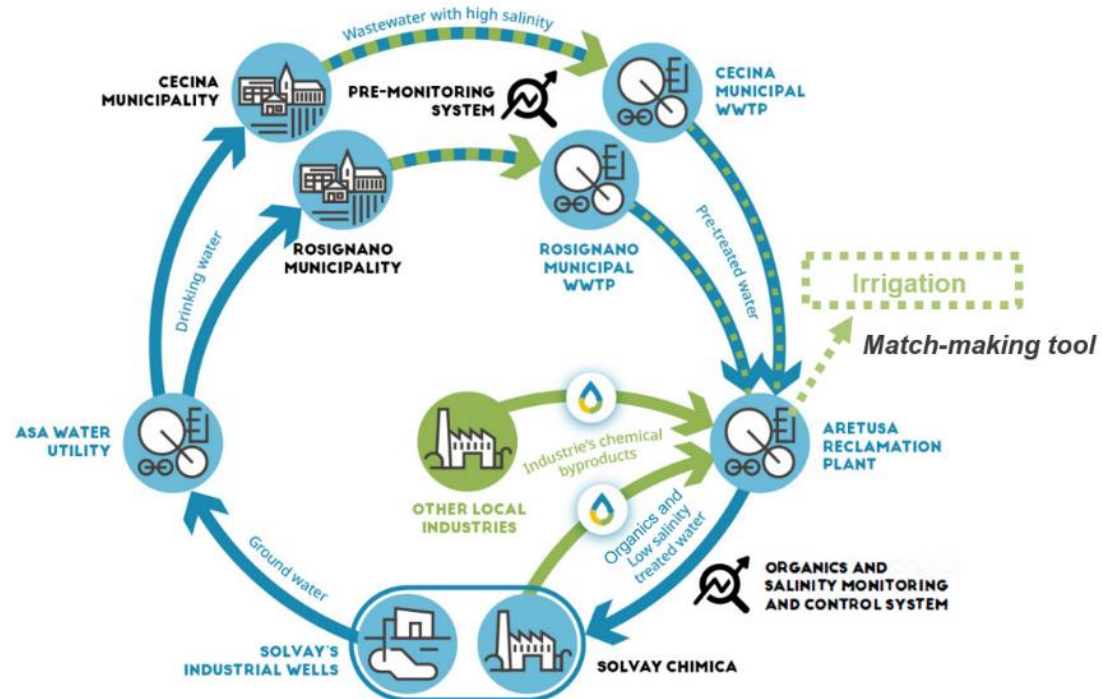 Wastewater with high salinity
CECINA
MUNICIPALITY
PRE-MONITORING
SYSTEM
CECINA
MUNICIPAL
WWTP
ROSIGNANO
MUNICIPALITY
ROSIGNANO
MUNICIPAL
WWTP
Drinking water
Pre-treated water
Irrigation
Match-making tool
ASA WATER
UTILITY
Industrie's chemical
byproducts
ARETUSA
RECLAMATION
PLANT
OTHER LOCAL
INDUSTRIES
Organics and
Low salinity
treated water
Ground water
ORGANICS AND
SALINITY MONITORING
AND CONTROL SYSTEM
SOLVAY'S
INDUSTRIAL WELLS
SOLVAY CHIMICA